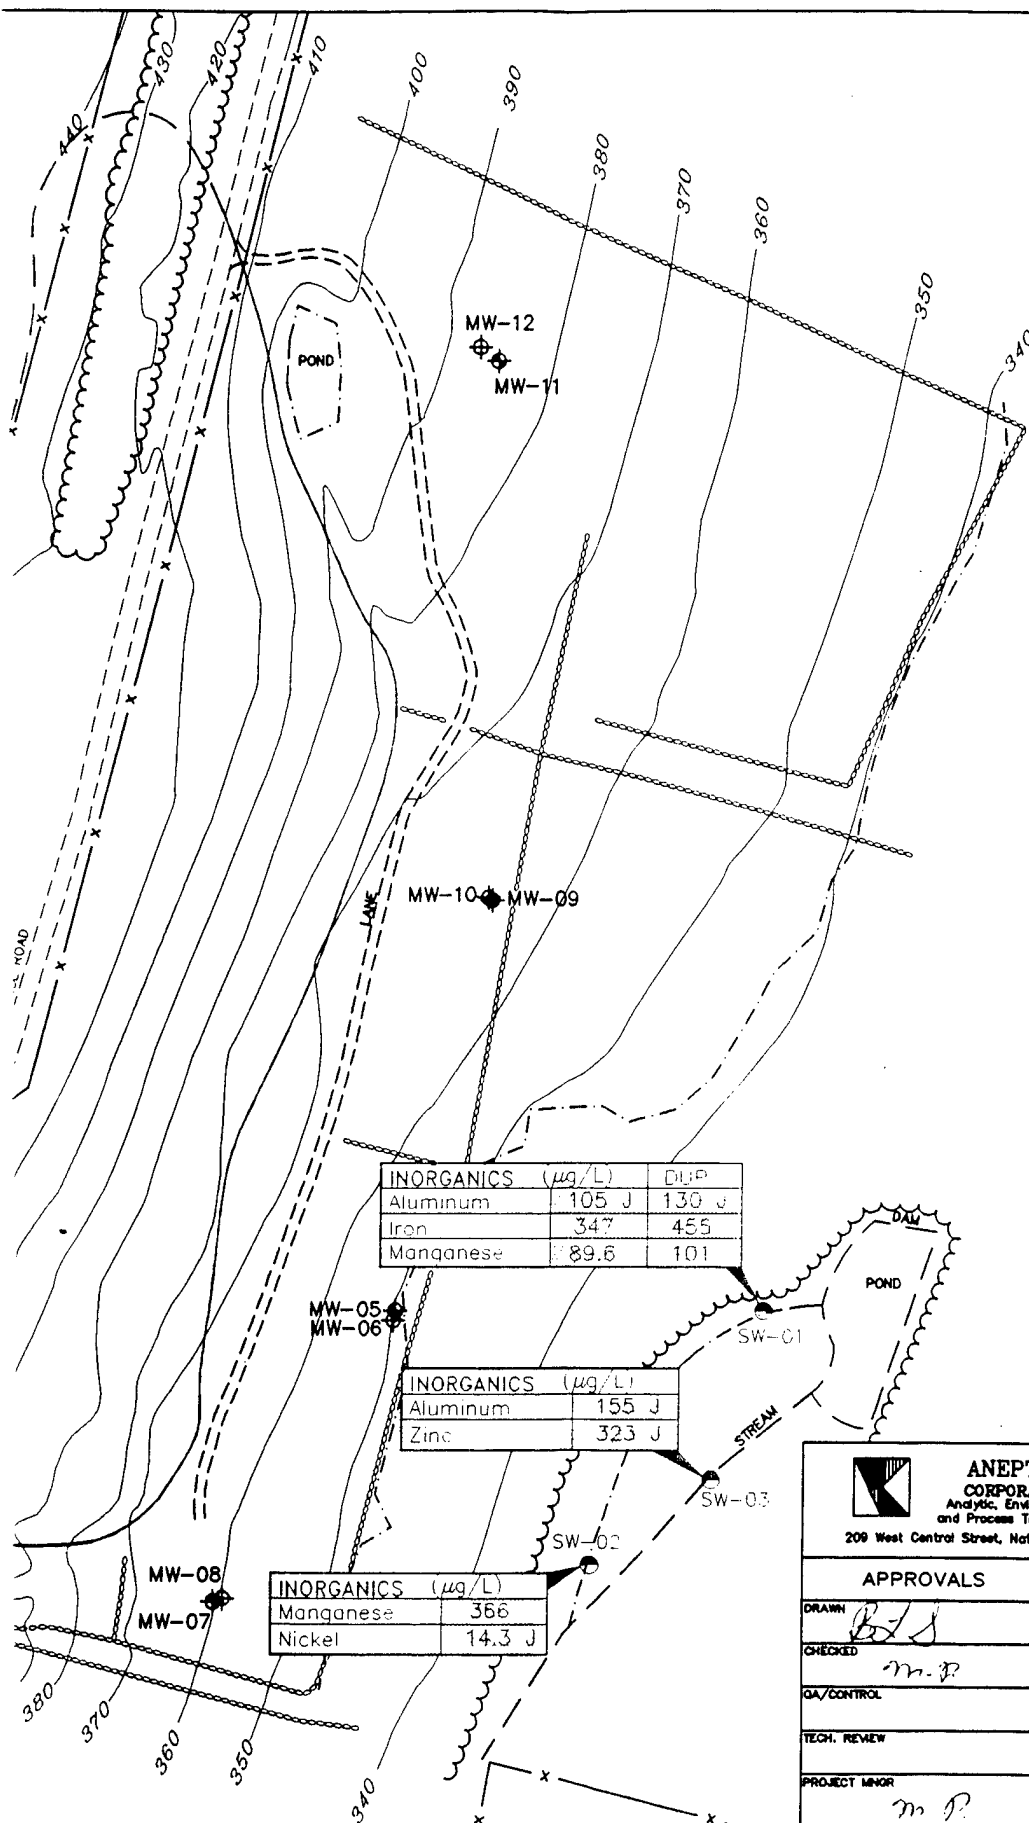 440
430
420
410
400
390
380
370
360
350
340
MW-12
MW-11
POND
MW-10
MW-09
LANE
ROAD
INORGANICS (µg/L) DUP
Aluminum 105 J 130 J
Iron 347 455
Manganese 89.6 101
DAM
POND
MW-05
MW-06
SW-01
INORGANICS (µg/L)
Aluminum 155 J
Zinc 323 J
STREAM
SW-03
SW-02
MW-08
MW-07
INORGANICS (µg/L)
Manganese 366
Nickel 14.3 J
380
370
360
350
340
ANEPT
CORPORA
Analytic, Envi
and Process T
209 West Central Street, Nat
APPROVALS
DRAWN
CHECKED
QA/CONTROL
TECH. REVIEW
PROJECT MNGR